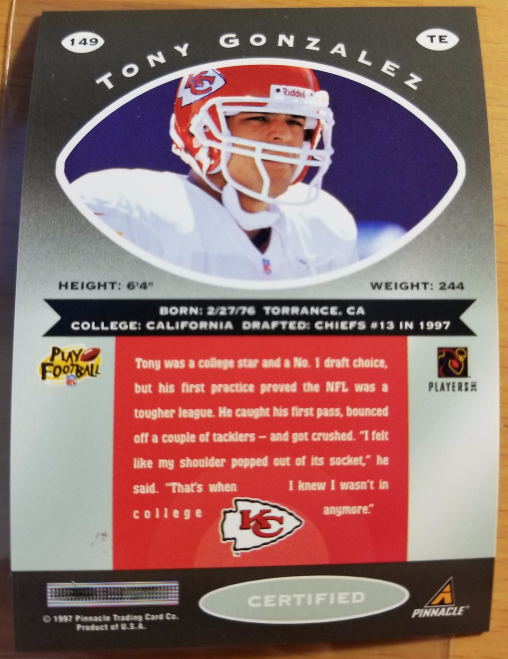 149
TE
TONY GONZALEZ
Riddell
KC
HEIGHT: 6'4"
WEIGHT: 244
BORN: 2/27/76 TORRANCE, CA
COLLEGE: CALIFORNIA DRAFTED: CHIEFS #13 IN 1997
PLAY
FOOTBALL
PLAYERS INC
Tony was a college star and a No. 1 draft choice,
but his first practice proved the NFL was a
tougher league. He caught his first pass, bounced
off a couple of tacklers — and got crushed. "I felt
like my shoulder popped out of its socket," he
said. "That's when I knew I wasn't in
college anymore."
KC
CERTIFIED
PINNACLE
© 1997 Pinnacle Trading Card Co.
Product of U.S.A.